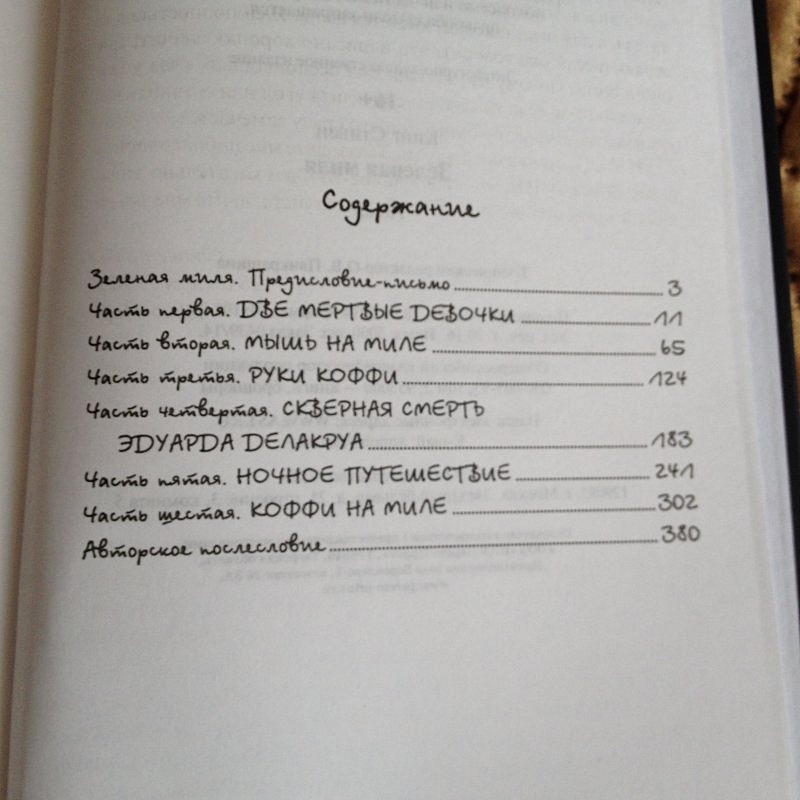 Содержание
Зеленая миля. Предисловие-письмо 3
Часть первая. ДВЕ МЕРТВЫЕ ДЕВОЧКИ 11
Часть вторая. МЫШЬ НА МИЛЕ 65
Часть третья. РУКИ КОФФИ 124
Часть четвертая. СКВЕРНАЯ СМЕРТЬ
ЭДУАРДА ДЕЛАКРУА 183
Часть пятая. НОЧНОЕ ПУТЕШЕСТВИЕ 241
Часть шестая. КОФФИ НА МИЛЕ 302
Авторское послесловие 380